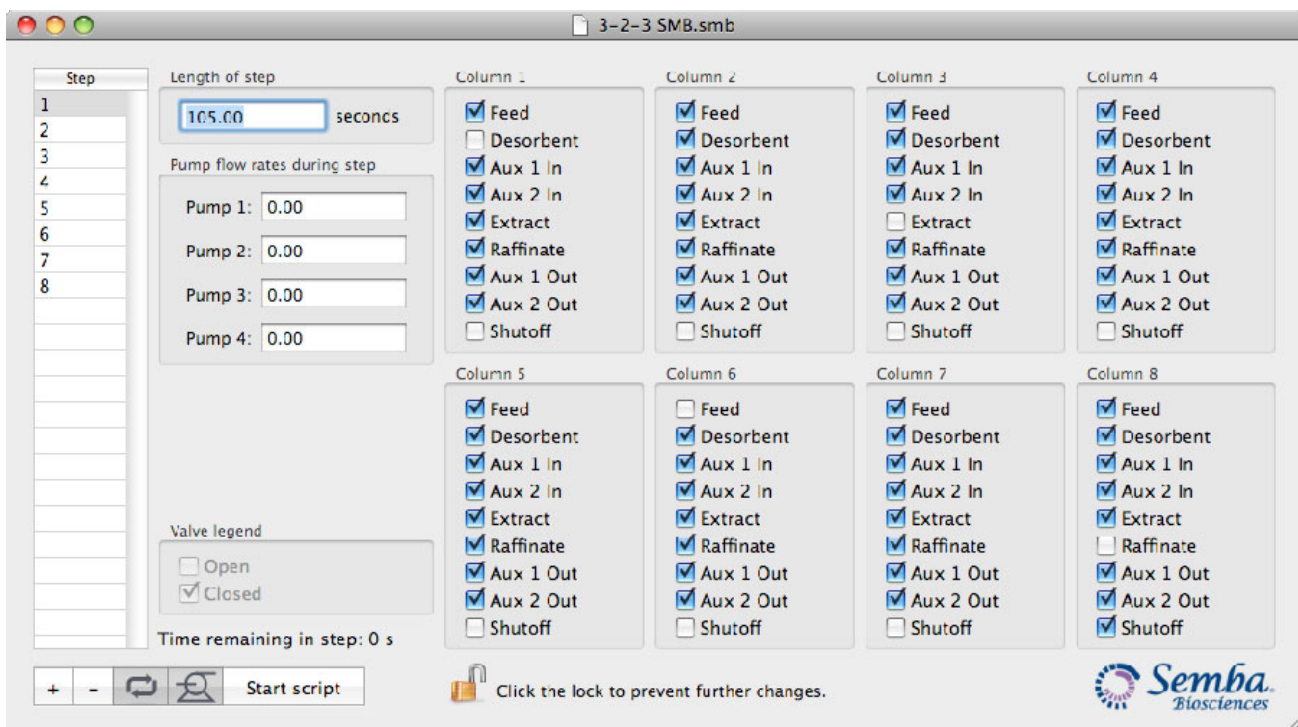 3-2-3 SMB.smb
Step
1
2
3
4
5
6
7
8
Length of step
105.00 seconds
Pump flow rates during step
Pump 1: 0.00
Pump 2: 0.00
Pump 3: 0.00
Pump 4: 0.00
Valve legend
Open
Closed
Time remaining in step: 0 s
+ - Start script
Column 1
Feed
Desorbent
Aux 1 In
Aux 2 In
Extract
Raffinate
Aux 1 Out
Aux 2 Out
Shutoff
Column 2
Feed
Desorbent
Aux 1 In
Aux 2 In
Extract
Raffinate
Aux 1 Out
Aux 2 Out
Shutoff
Column 3
Feed
Desorbent
Aux 1 In
Aux 2 In
Extract
Raffinate
Aux 1 Out
Aux 2 Out
Shutoff
Column 4
Feed
Desorbent
Aux 1 In
Aux 2 In
Extract
Raffinate
Aux 1 Out
Aux 2 Out
Shutoff
Column 5
Feed
Desorbent
Aux 1 In
Aux 2 In
Extract
Raffinate
Aux 1 Out
Aux 2 Out
Shutoff
Column 6
Feed
Desorbent
Aux 1 In
Aux 2 In
Extract
Raffinate
Aux 1 Out
Aux 2 Out
Shutoff
Column 7
Feed
Desorbent
Aux 1 In
Aux 2 In
Extract
Raffinate
Aux 1 Out
Aux 2 Out
Shutoff
Column 8
Feed
Desorbent
Aux 1 In
Aux 2 In
Extract
Raffinate
Aux 1 Out
Aux 2 Out
Shutoff
Click the lock to prevent further changes.
Semba
Biosciences